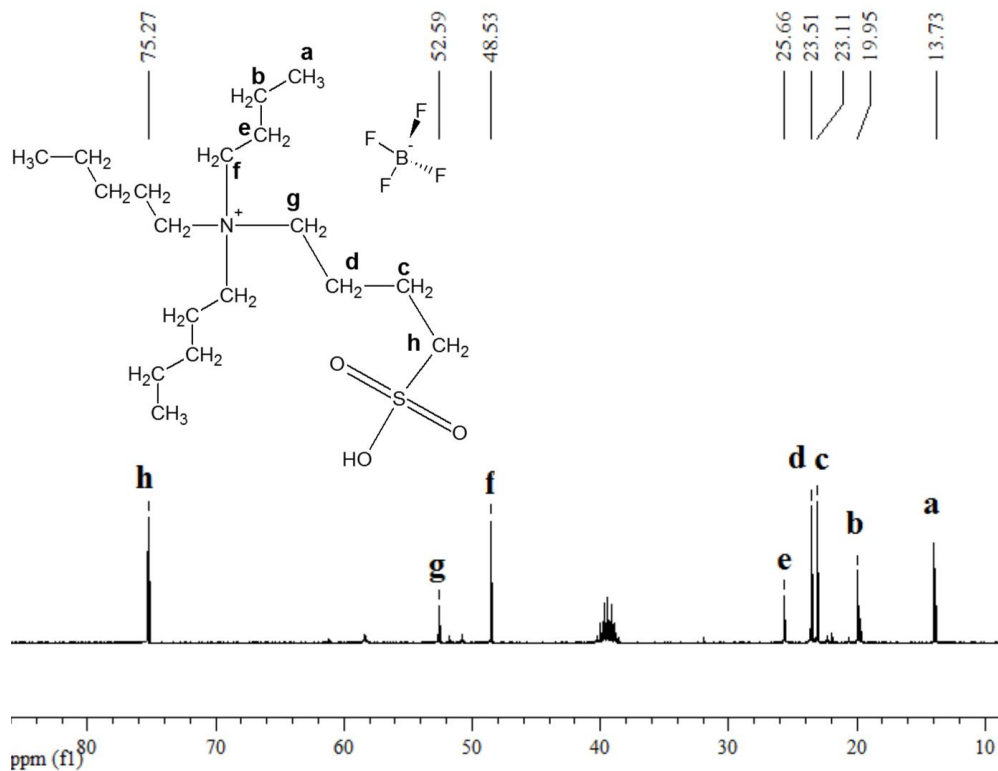 75.27
52.59
48.53
25.66
23.51
23.11
19.95
13.73
a
b
CH3
H2C
e
CH2
H2C
f
F
F
B-
F
F
H3C
CH2
CH2
CH2
CH2
N+
g
CH2
d
c
CH2
CH2
CH2
H2C
CH2
H2C
CH3
h
CH2
O
S
O
HO
h
g
f
e
d
c
b
a
80
70
60
50
40
30
20
10
ppm (f1)